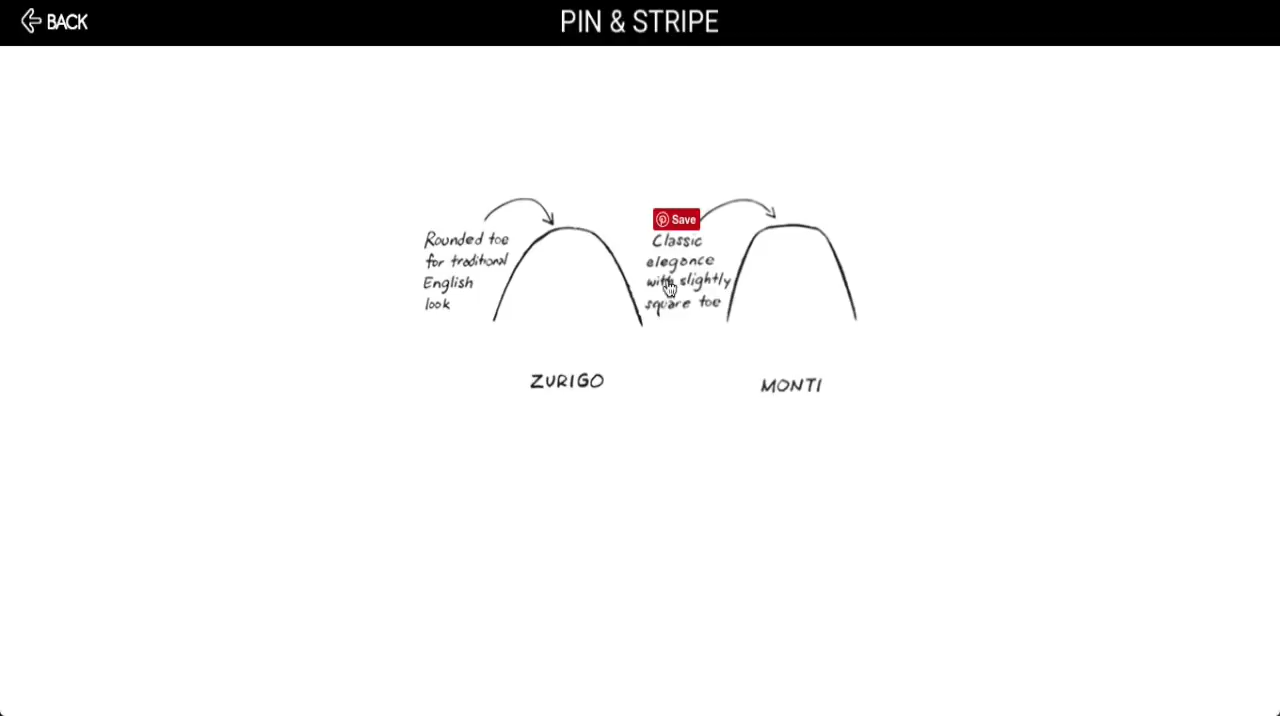 BACK
PIN & STRIPE
Save
Rounded toe
for traditional
English
look
Classic
elegance
with slightly
square toe
ZURIGO
MONTI